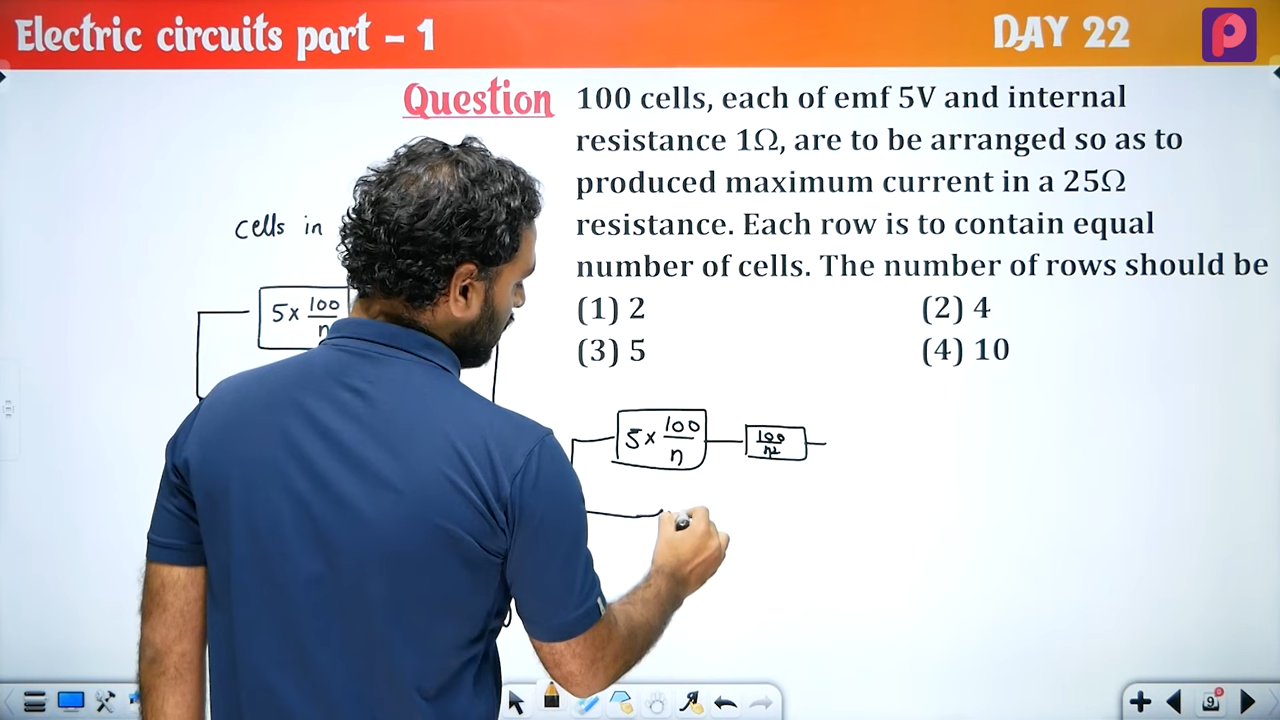 Electric circuits part – 1
DAY 22
Question
100 cells, each of emf 5V and internal
resistance 1Ω, are to be arranged so as to
produced maximum current in a 25Ω
resistance. Each row is to contain equal
number of cells. The number of rows should be
(1) 2
(2) 4
(3) 5
(4) 10
cells in
5 × 100/n
5 × 100/n
9